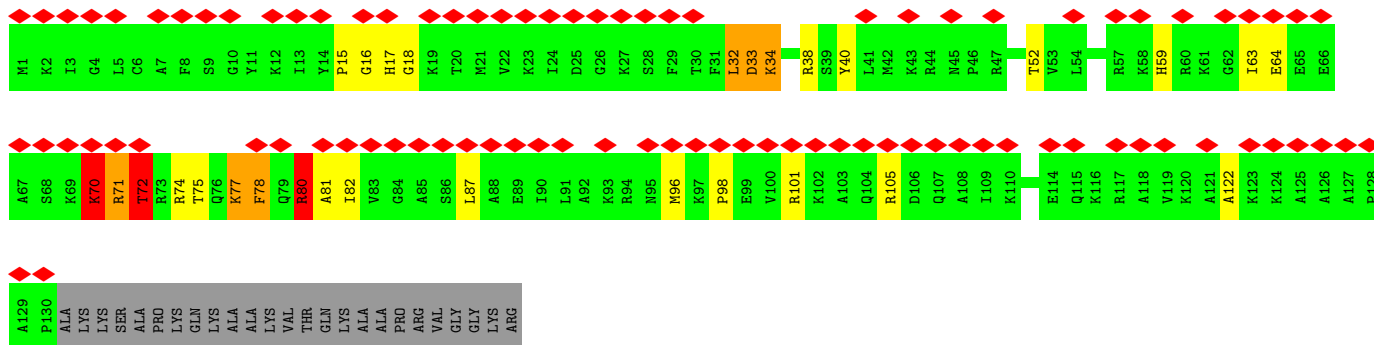 M1 K2 I3 G4 L5 C6 A7 F8 S9 G10 Y11 K12 I13 Y14 P15 G16 H17 G18 K19 T20 M21 V22 K23 I24 D25 G26 K27 S28 F29 T30 F31 L32 D33 K34 R38 S39 Y40 L41 M42 K43 R44 N45 P46 R47 T52 V53 L54 R57 K58 H59 R60 K61 G62 I63 E64 E65 E66
A67 S68 K69 K70 R71 T72 R73 R74 T75 Q76 K77 F78 Q79 R80 A81 I82 V83 G84 A85 S86 L87 A88 E89 I90 L91 A92 K93 R94 N95 M96 K97 P98 E99 V100 R101 K102 A103 Q104 R105 D106 Q107 A108 I109 K110 E114 Q115 K116 R117 A118 V119 K120 A121 A122 K123 K124 A125 A126 A127 P128
A129 P130 ALA LYS LYS SER ALA PRO LYS GLN LYS ALA ALA LYS VAL THR GLN LYS ALA ALA PRO ARG VAL GLY GLY LYS ARG